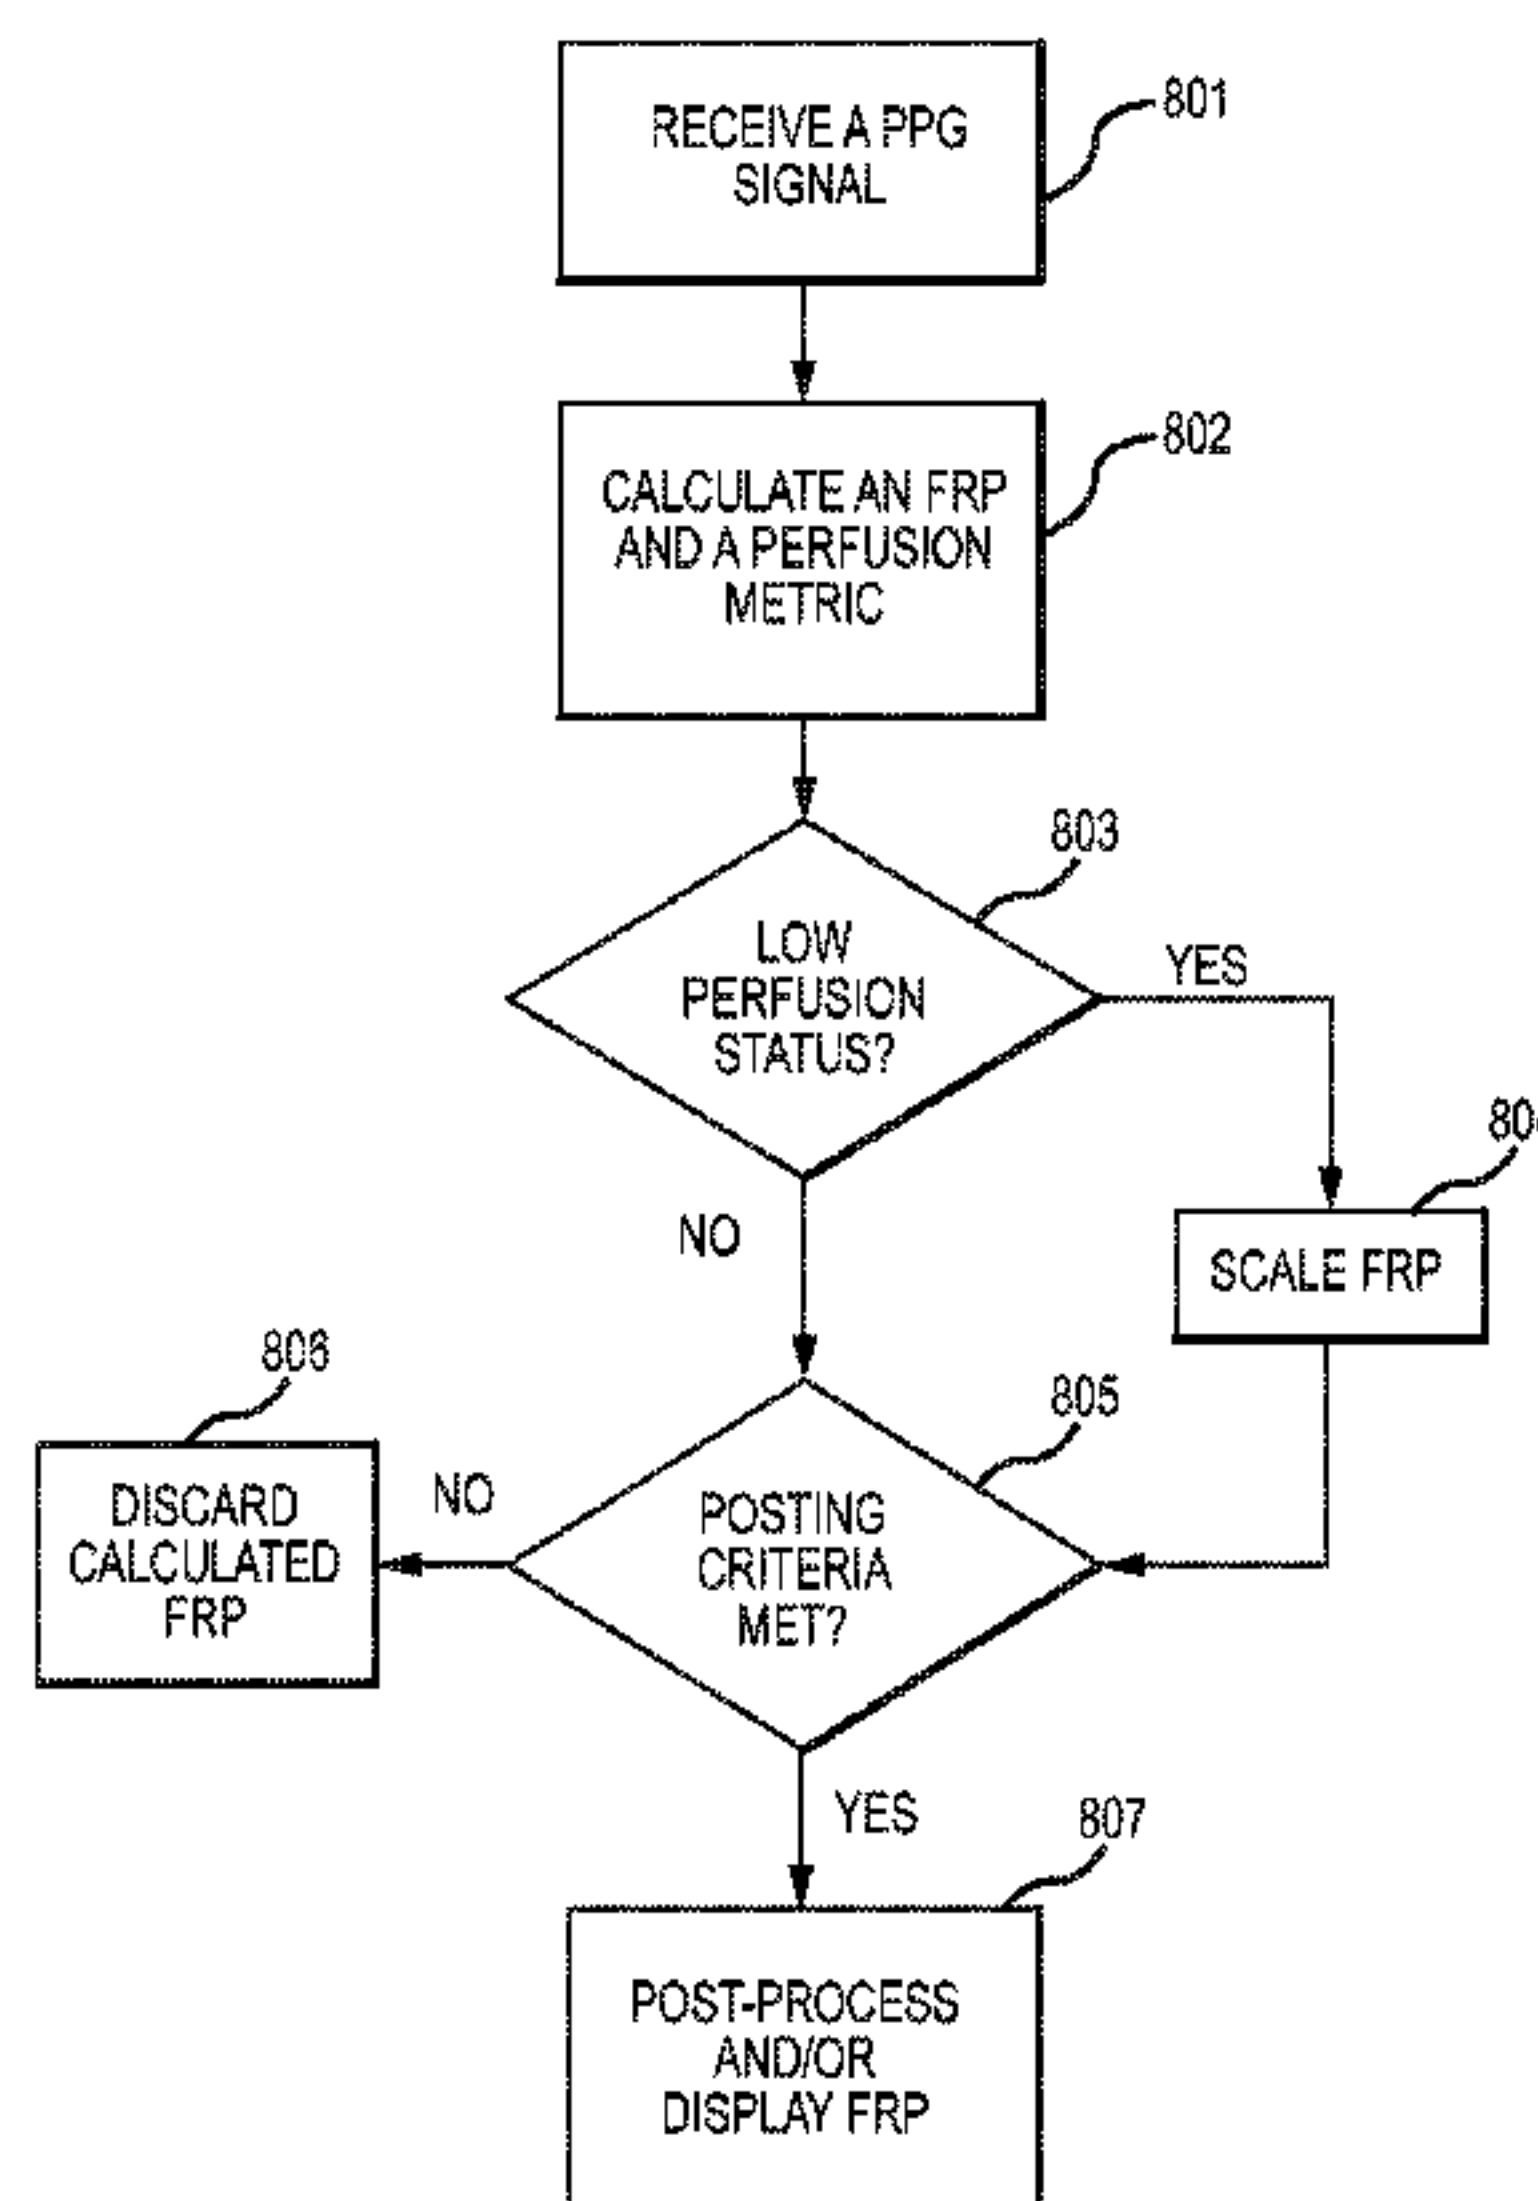 RECEIVE A PPG
SIGNAL
801
CALCULATE AN FRP
AND A PERFUSION
METRIC
802
LOW
PERFUSION
STATUS?
803
YES
NO
SCALE FRP
POSTING
CRITERIA
MET?
805
NO
DISCARD
CALCULATED
FRP
806
YES
POST-PROCESS
AND/OR
DISPLAY FRP
807